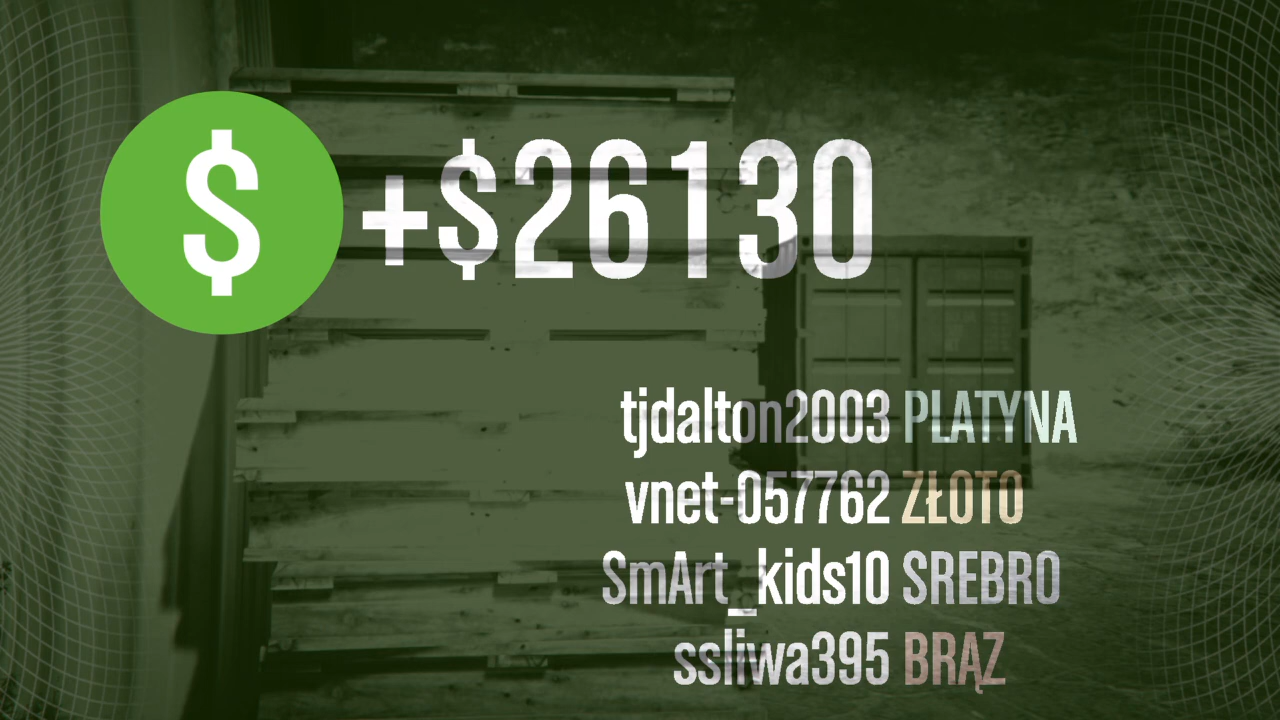 $ +$26130
tjdalton2003 PLATYNA
vnet-057762 ZŁOTO
SmArt_kids10 SREBRO
ssliwa395 BRĄZ